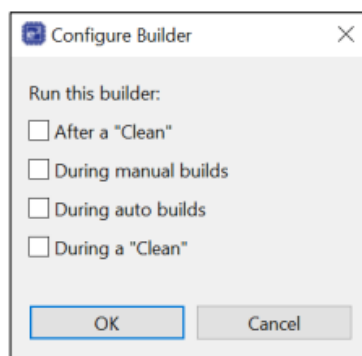 Configure Builder
Run this builder:
After a "Clean"
During manual builds
During auto builds
During a "Clean"
OK
Cancel